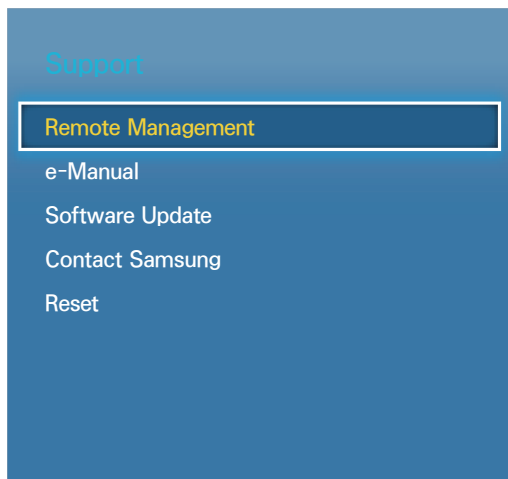 Support
Remote Management
e-Manual
Software Update
Contact Samsung
Reset